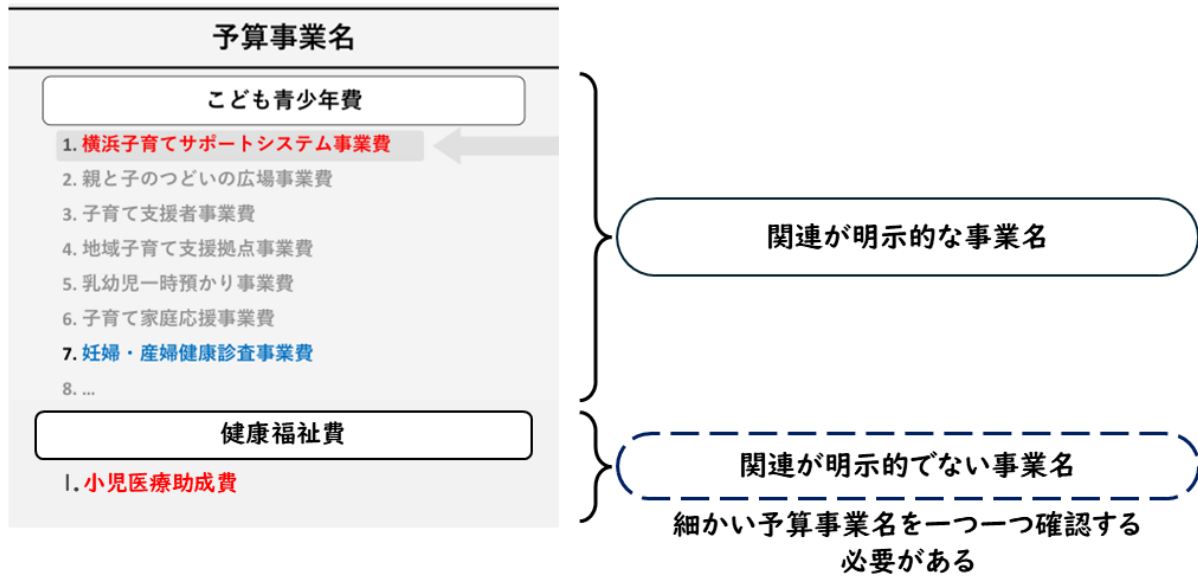 予算事業名
こども青少年費
1. 横浜子育てサポートシステム事業費
2. 親と子のつどいの広場事業費
3. 子育て支援者事業費
4. 地域子育て支援拠点事業費
5. 乳幼児一時預かり事業費
6. 子育て家庭応援事業費
7. 妊婦・産婦健康診査事業費
8. ...
関連が明示的な事業名
健康福祉費
1. 小児医療助成費
関連が明示的でない事業名
細かい予算事業名を一つ一つ確認する
必要がある